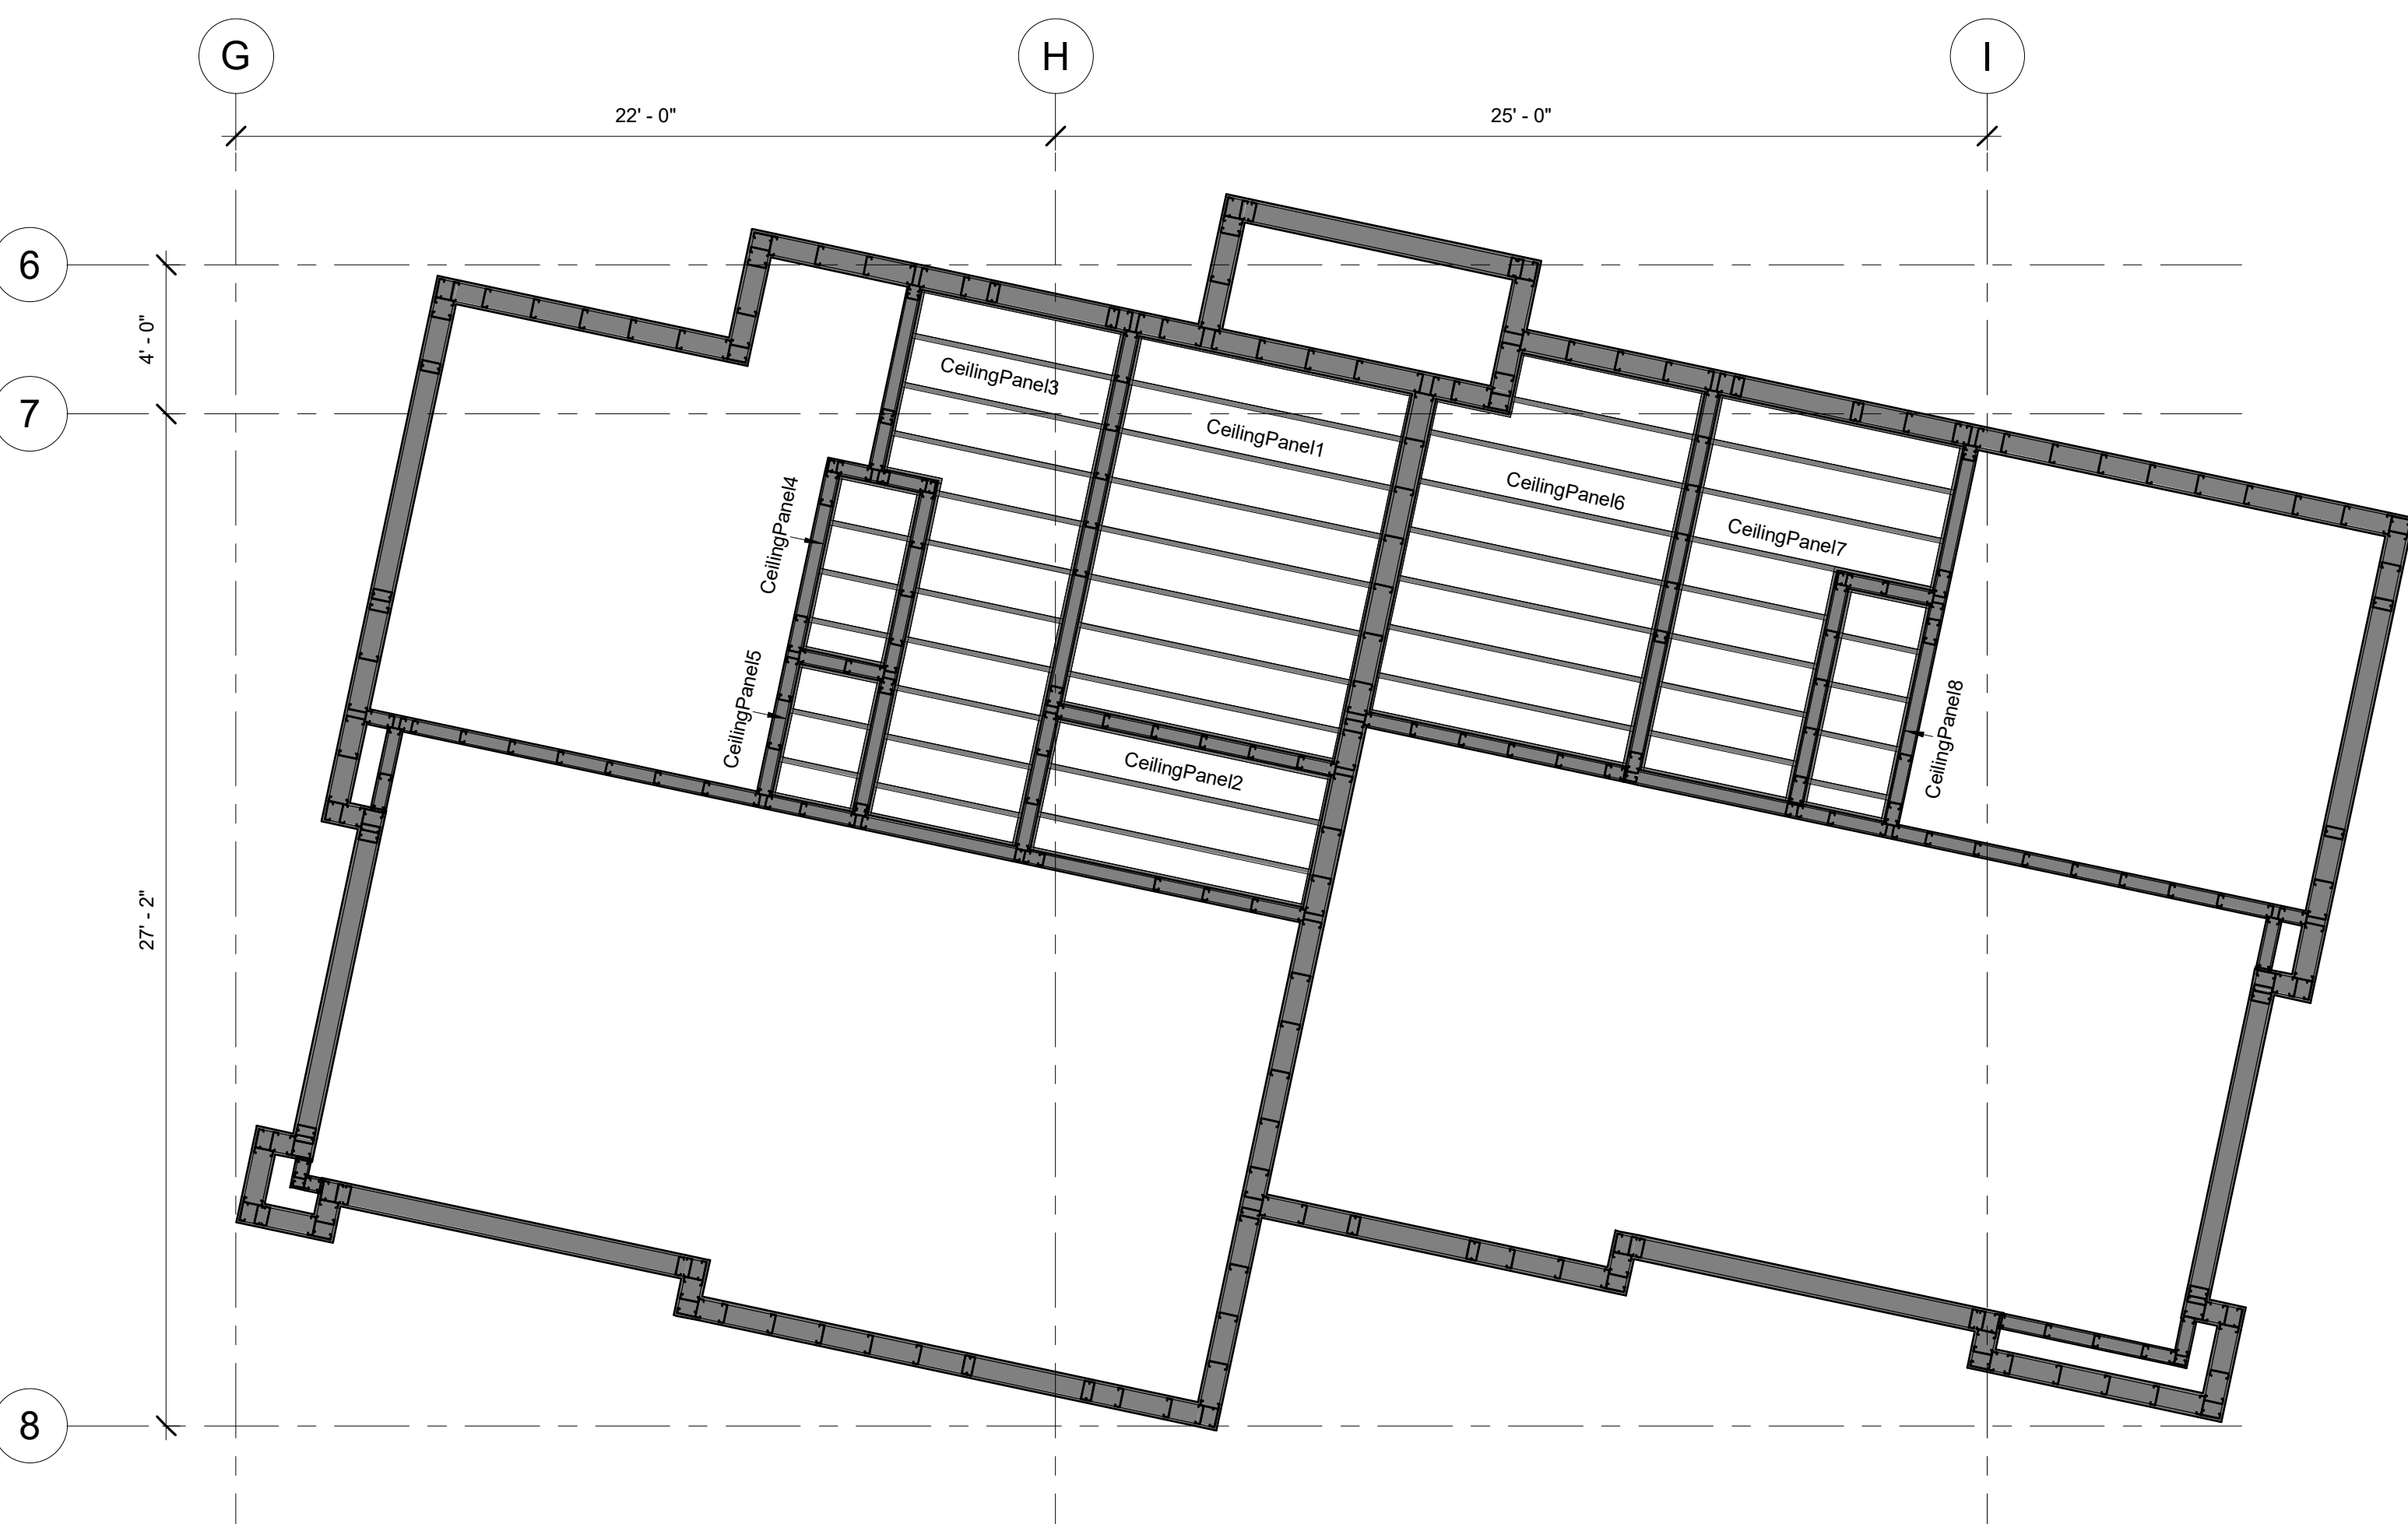 G
H
I
22' - 0"
25' - 0"
6
4' - 0"
7
CeilingPanel3
CeilingPanel1
CeilingPanel4
CeilingPanel6
CeilingPanel7
CeilingPanel5
CeilingPanel8
CeilingPanel2
27' - 2"
8